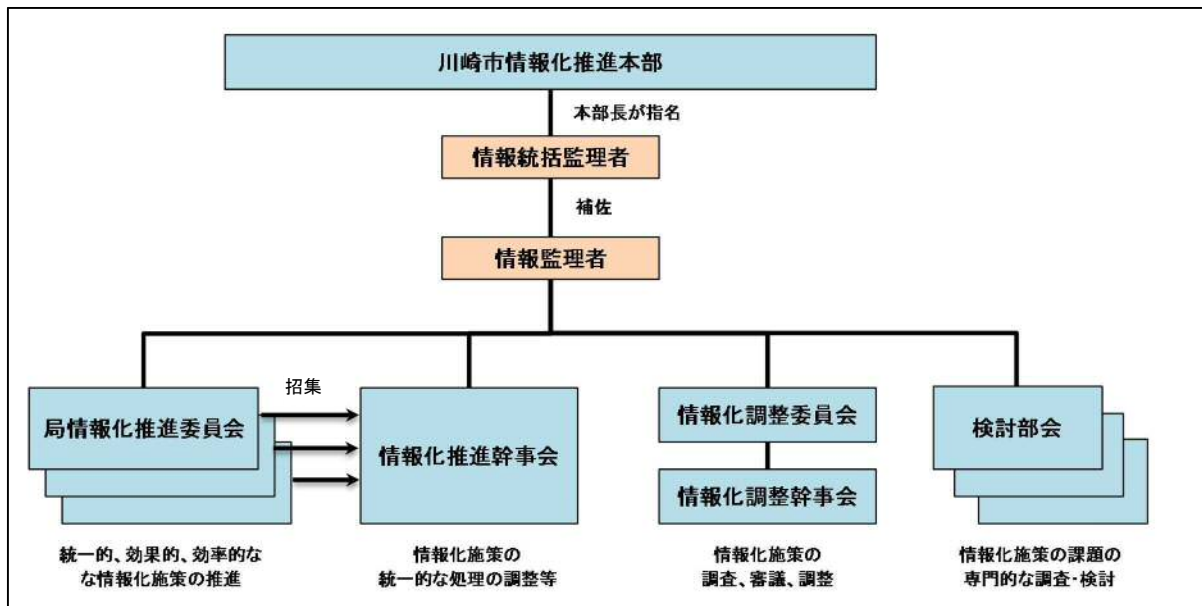 川崎市情報化推進本部
本部長が指名
情報統括監理者
補佐
情報監理者
招集
局情報化推進委員会
情報化推進幹事会
情報化調整委員会
情報化調整幹事会
検討部会
統一的、効果的、効率的な
な情報化施策の推進
情報化施策の
統一的な処理の調整等
情報化施策の
調査、審議、調整
情報化施策の課題の
専門的な調査・検討